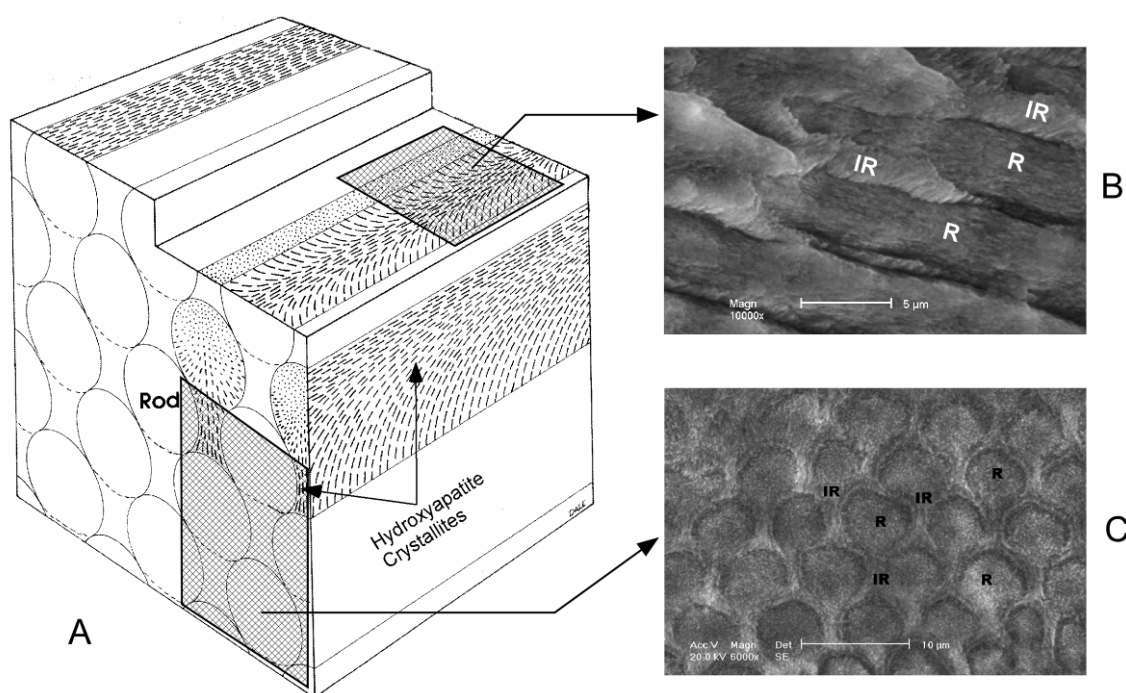 Rod
Hydroxyapatite
Crystallites
DALE
A
IR
IR
R
R
Magn
10000x
5 µm
B
R
IR
IR
R
IR
R
Acc.V Magn Det
20.0 kV 6000x SE
10 µm
C